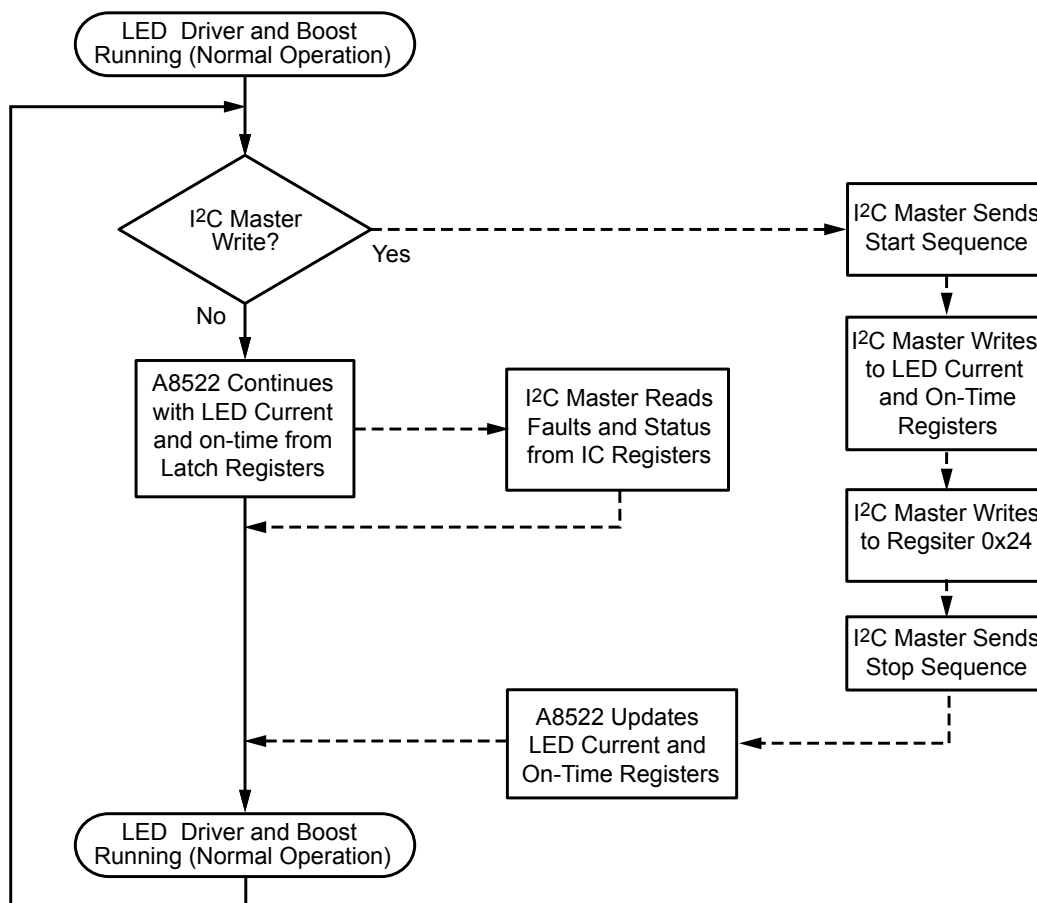 LED Driver and Boost
Running (Normal Operation)
I2C Master
Write?
Yes
No
I2C Master Sends
Start Sequence
I2C Master Writes
to LED Current
and On-Time
Registers
A8522 Continues
with LED Current
and on-time from
Latch Registers
I2C Master Reads
Faults and Status
from IC Registers
I2C Master Writes
to Regsiter 0x24
I2C Master Sends
Stop Sequence
A8522 Updates
LED Current and
On-Time Registers
LED Driver and Boost
Running (Normal Operation)